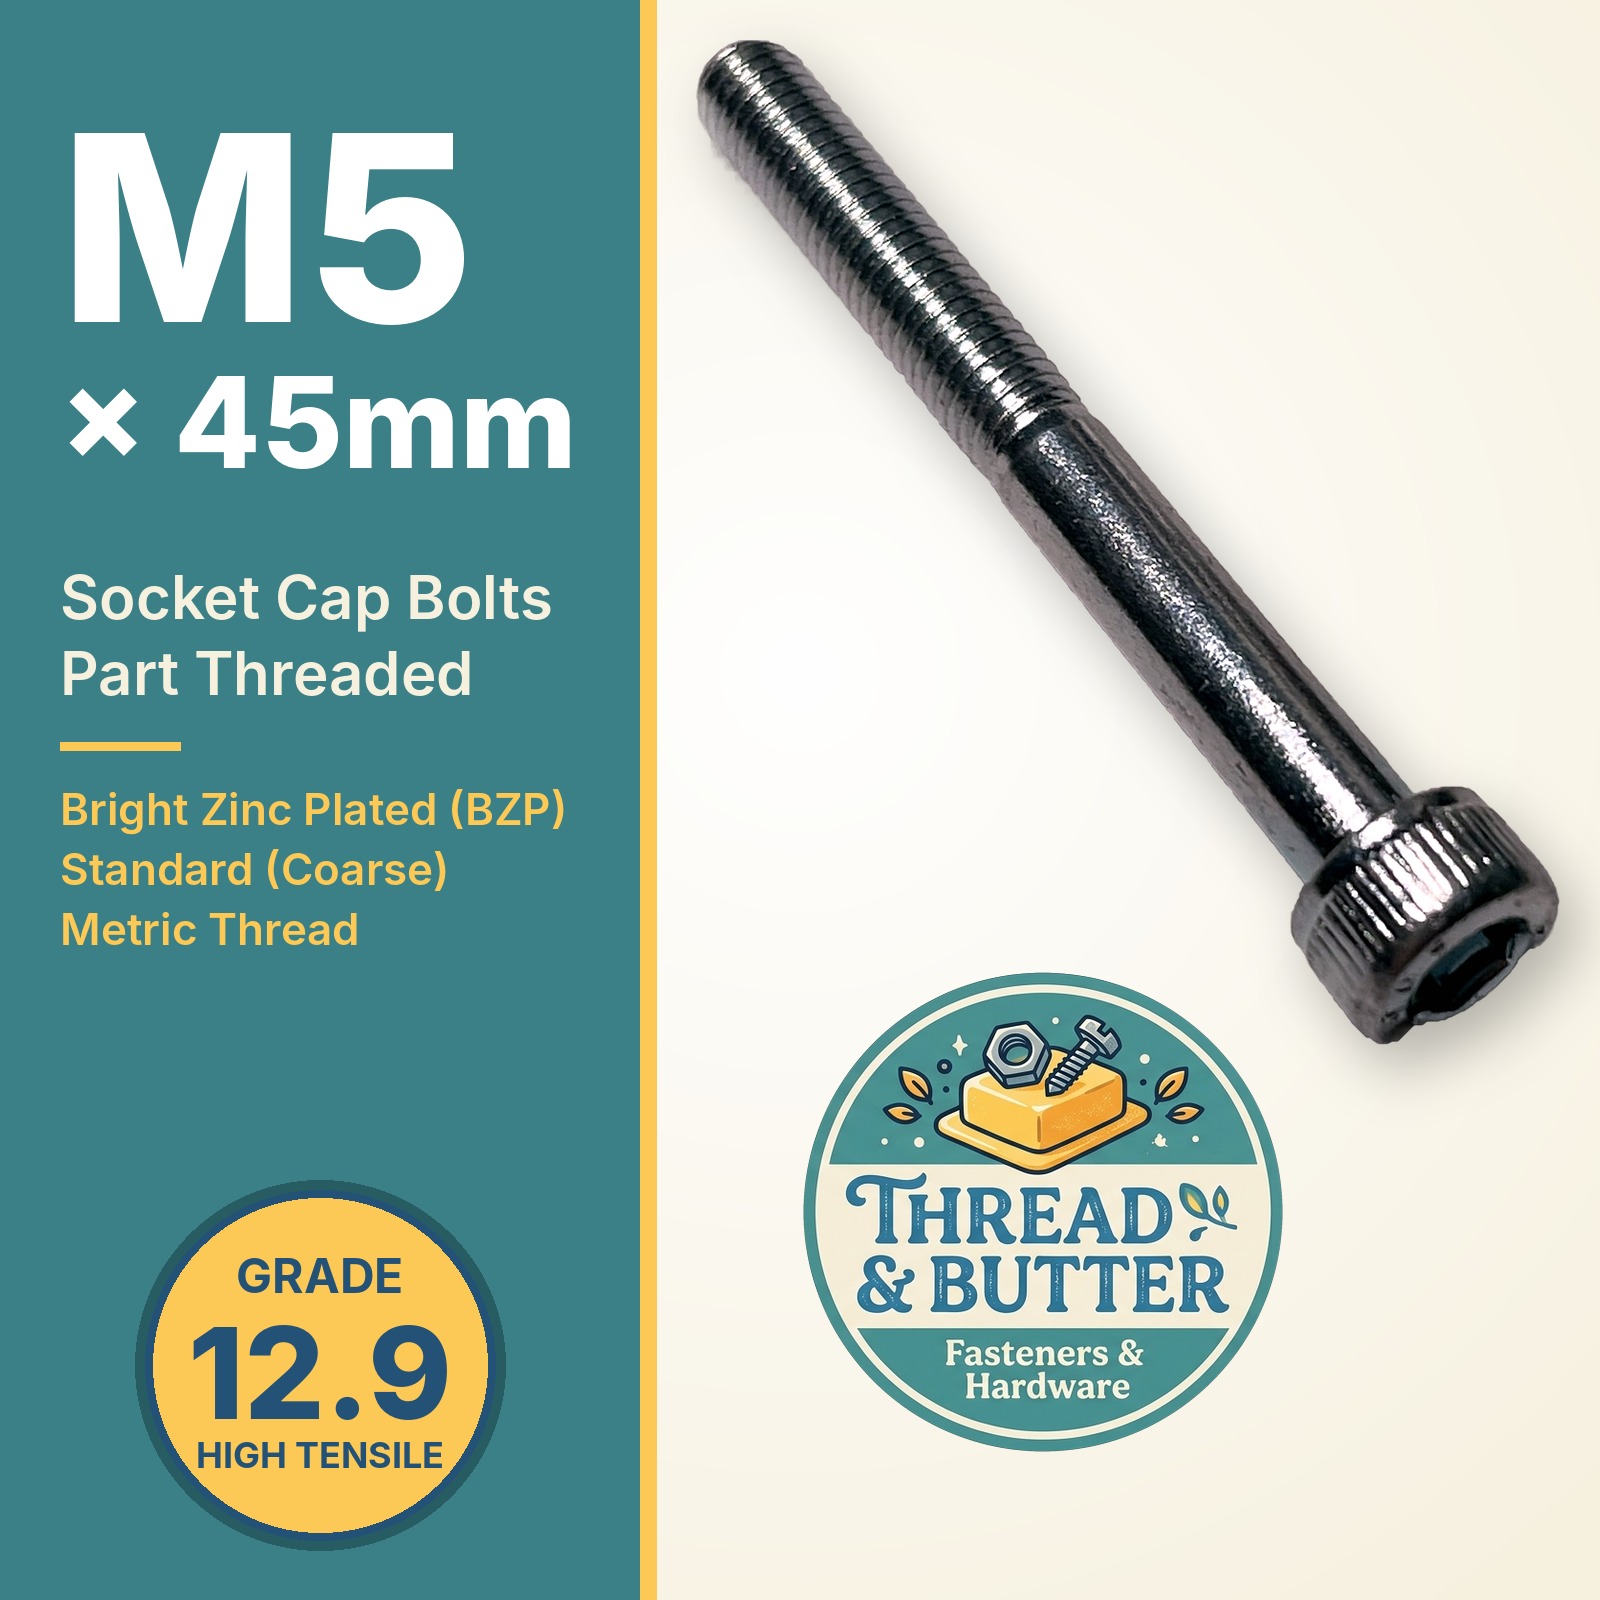 M5
× 45mm
Socket Cap Bolts
Part Threaded
Bright Zinc Plated (BZP)
Standard (Coarse)
Metric Thread
GRADE
12.9
HIGH TENSILE
THREAD
& BUTTER
Fasteners &
Hardware